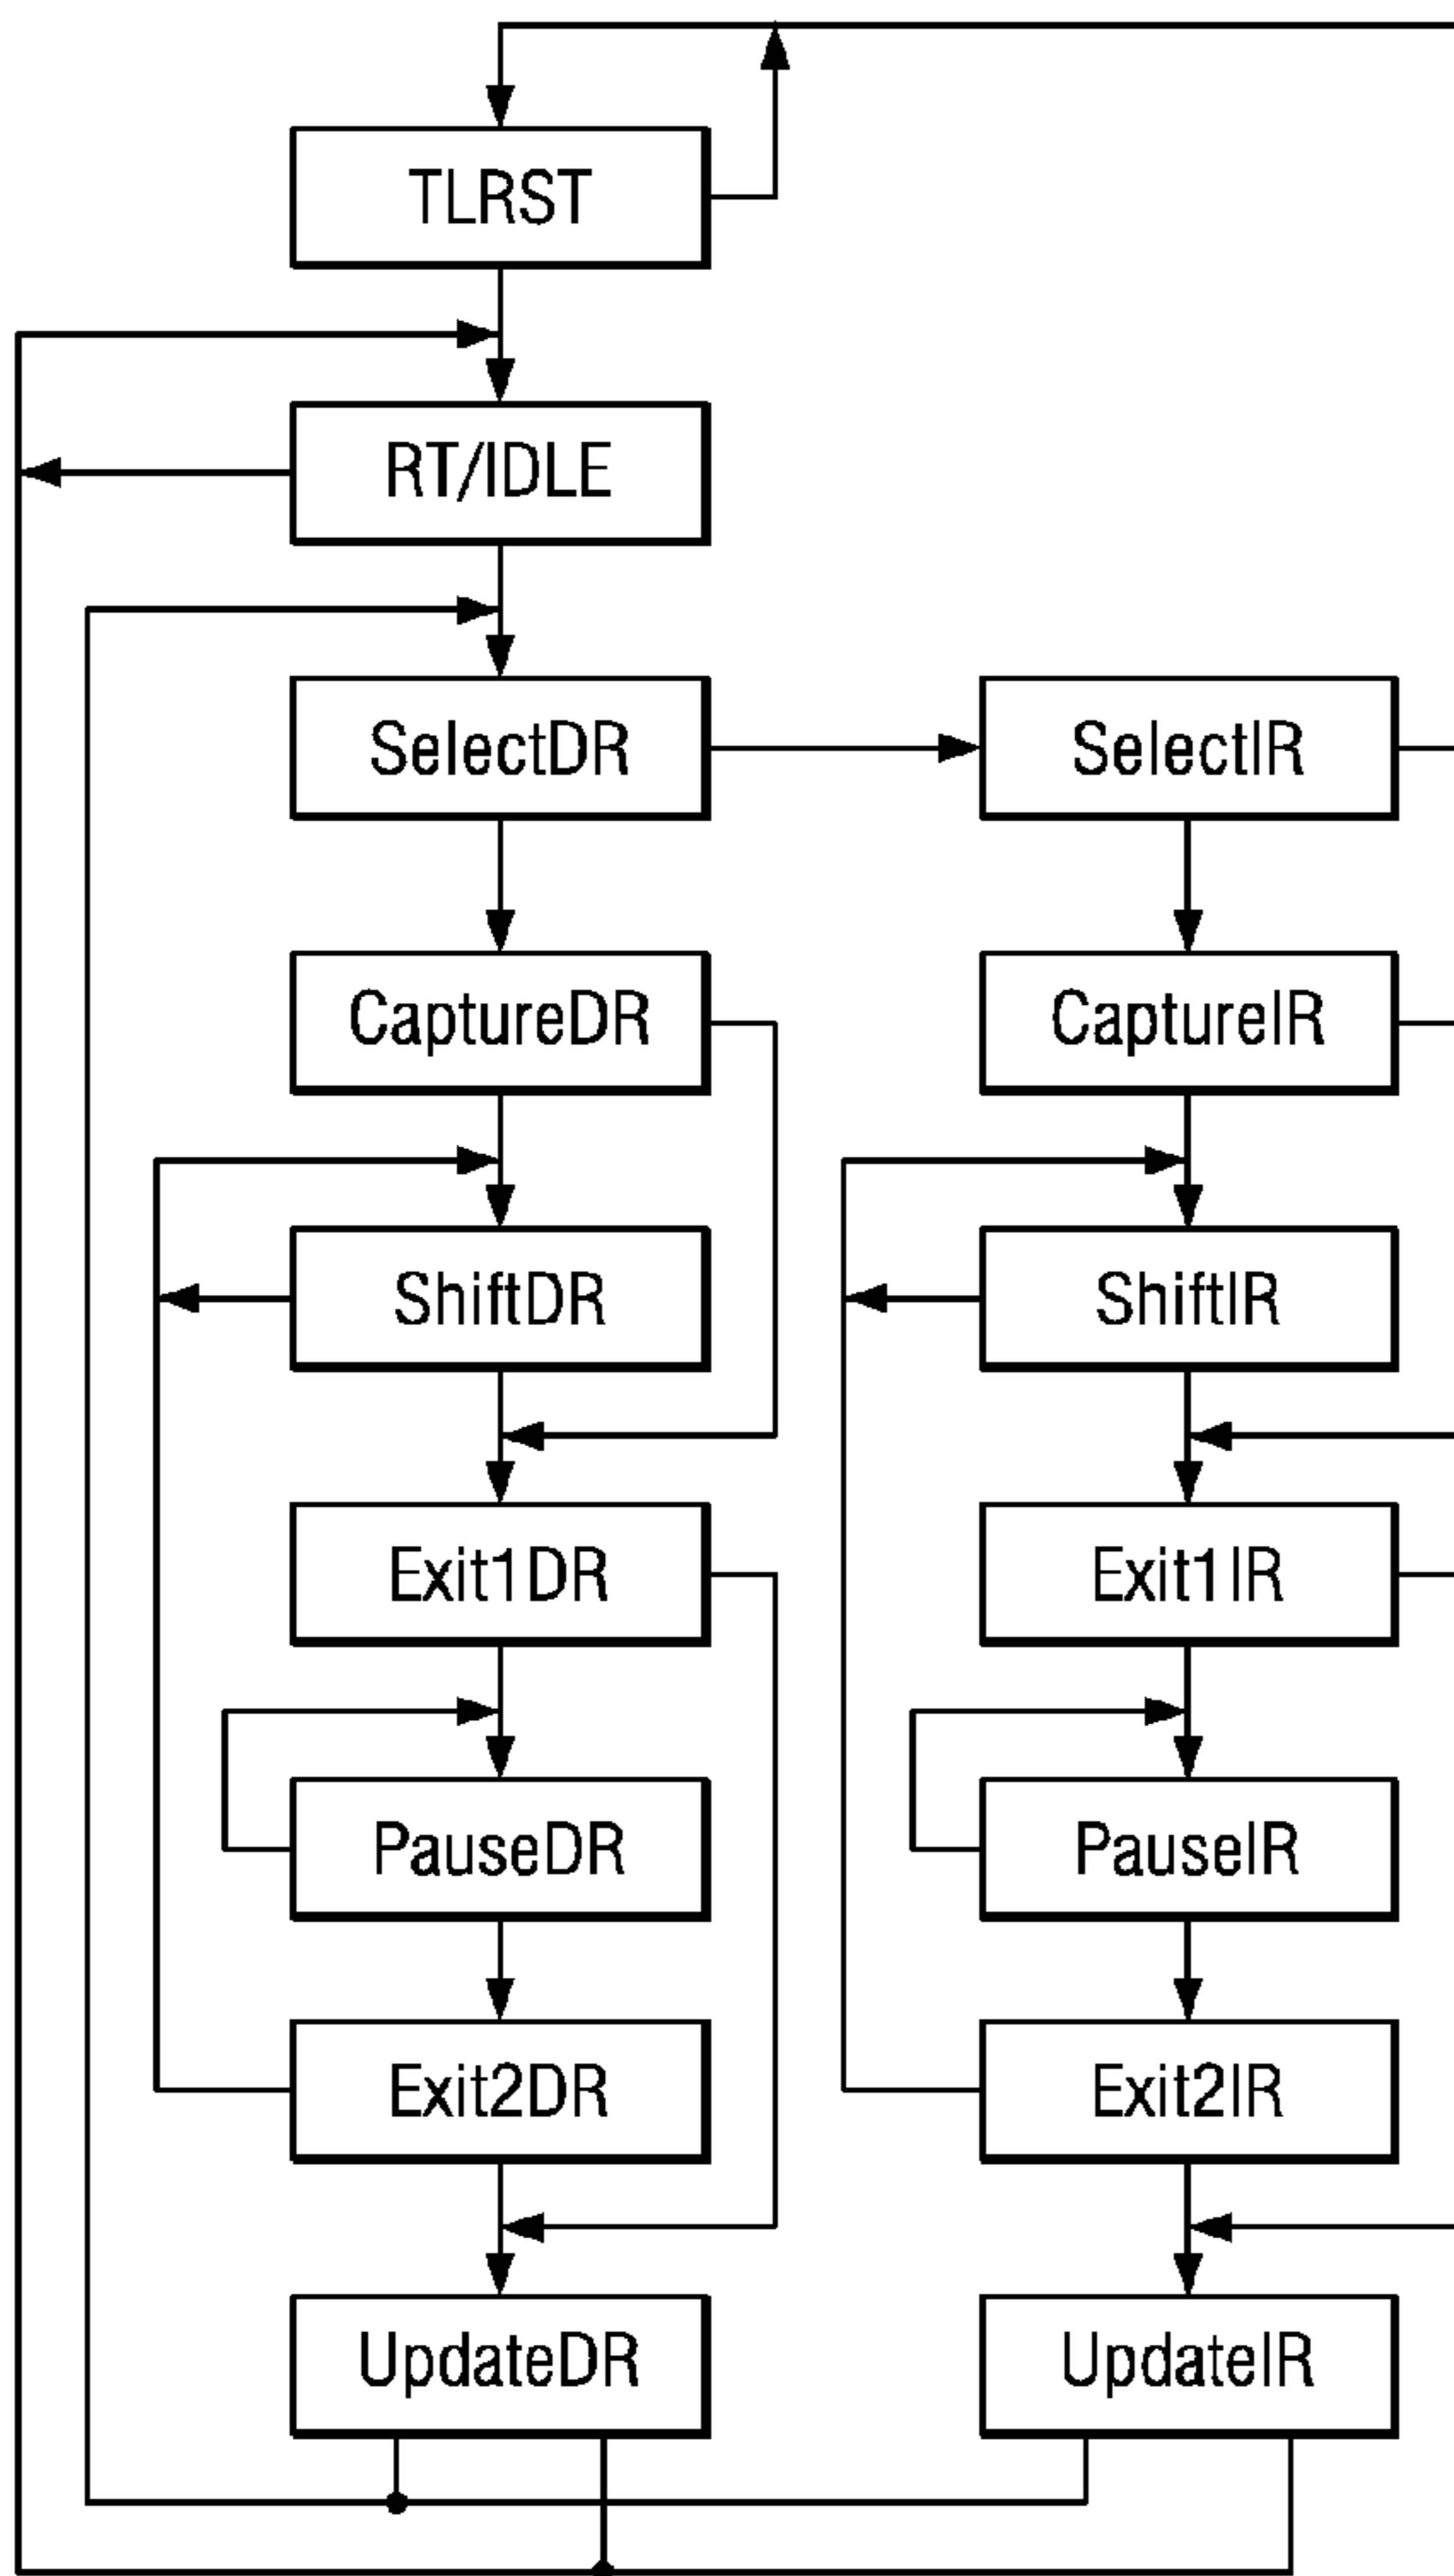 TLRST
RT/IDLE
SelectDR
SelectIR
CaptureDR
CaptureIR
ShiftDR
ShiftIR
Exit1DR
Exit1IR
PauseDR
PauseIR
Exit2DR
Exit2IR
UpdateDR
UpdateIR